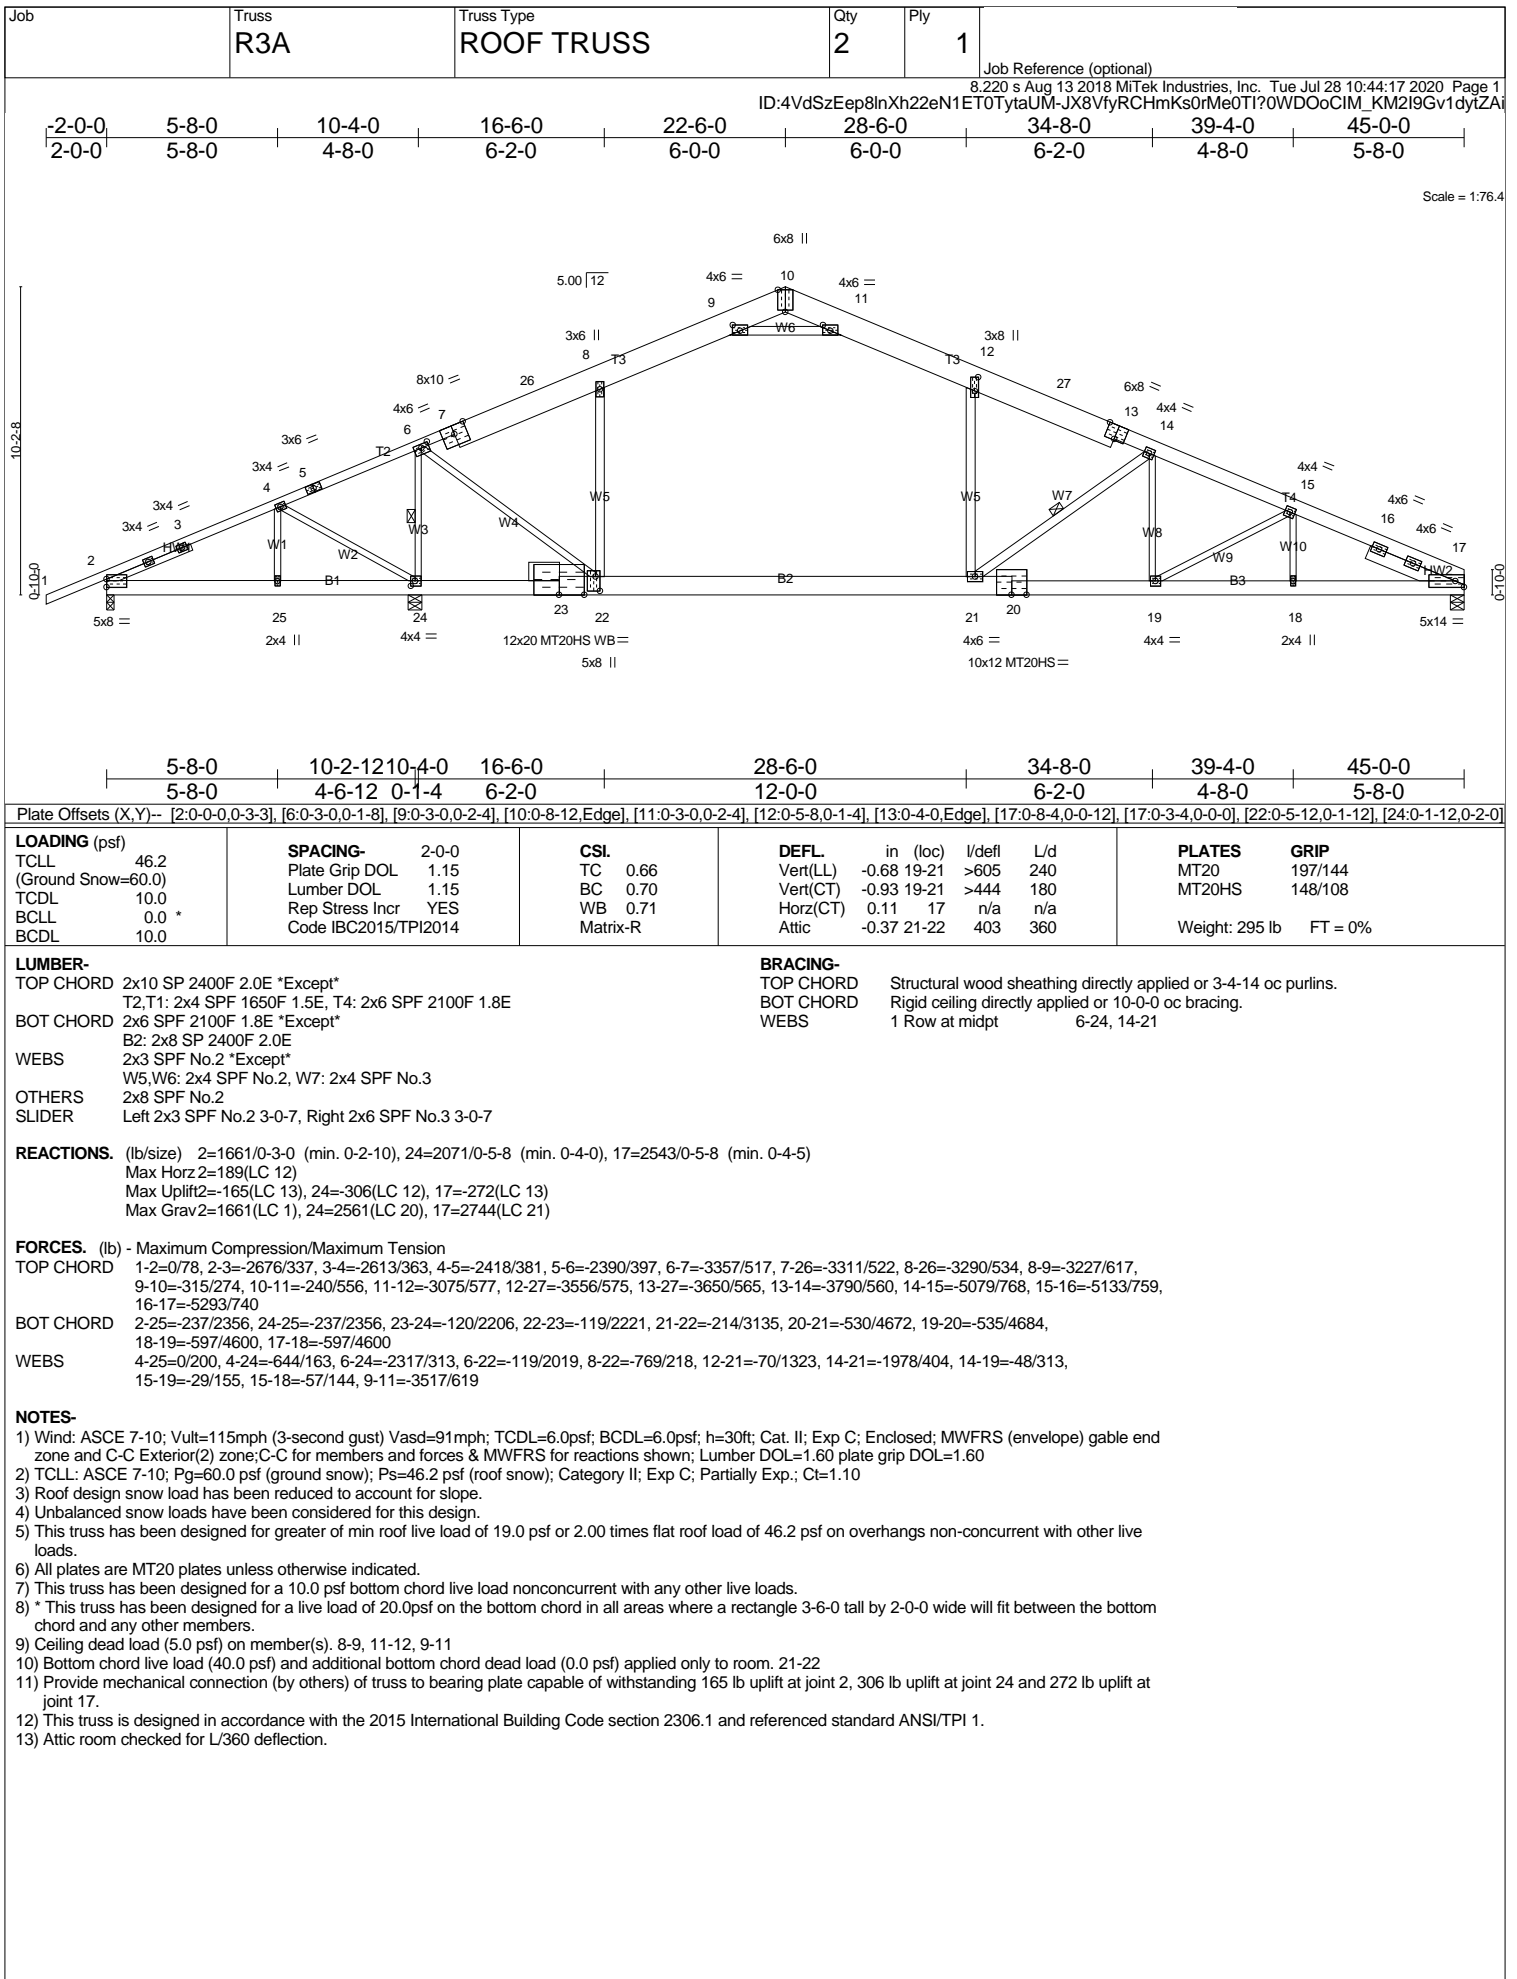 Job
Truss
Truss Type
Qty
Ply
R3A
ROOF TRUSS
2
1
Job Reference (optional)
8.220 s Aug 13 2018 MiTek Industries, Inc. Tue Jul 28 10:44:17 2020 Page 1
ID:4VdSzEep8lnXh22eN1ET0TytaUM-JX8VfyRCHmKs0rMe0TI?0WDOoCIM_KM2I9Gv1dytZAi
-2-0-0 5-8-0 10-4-0 16-6-0 22-6-0 28-6-0 34-8-0 39-4-0 45-0-0
2-0-0 5-8-0 4-8-0 6-2-0 6-0-0 6-0-0 6-2-0 4-8-0 5-8-0
Scale = 1:76.4
6x8 ||
5.00 12
4x6 =
10
4x6 =
9
11
W6
3x6 ||
3x8 ||
8
T3
T3
12
8x10 =
26
27
6x8 =
4x6 =
7
13
4x4 =
6
14
3x6 =
T2
3x4 =
5
4x4 =
4
15
T4
3x4 =
W5
W5
W7
4x6 =
3x4 =
3
W3
W4
16
4x6 =
HW1
W1
W2
W8
W9
W10
17
2
HW2
1
B1
B2
B3
10-2-8
0-10-0
0-10-0
25
24
23
22
21
20
19
18
5x8 =
2x4 ||
4x4 =
12x20 MT20HS WB =
4x6 =
4x4 =
2x4 ||
5x14 =
5x8 ||
10x12 MT20HS =
5-8-0 10-2-12 10-4-0 16-6-0 28-6-0 34-8-0 39-4-0 45-0-0
5-8-0 4-6-12 0-1-4 6-2-0 12-0-0 6-2-0 4-8-0 5-8-0
Plate Offsets (X,Y)-- [2:0-0-0,0-3-3], [6:0-3-0,0-1-8], [9:0-3-0,0-2-4], [10:0-8-12,Edge], [11:0-3-0,0-2-4], [12:0-5-8,0-1-4], [13:0-4-0,Edge], [17:0-8-4,0-0-12], [17:0-3-4,0-0-0], [22:0-5-12,0-1-12], [24:0-1-12,0-2-0]
LOADING (psf)
TCLL 46.2
(Ground Snow=60.0)
TCDL 10.0
BCLL 0.0 *
BCDL 10.0
SPACING- 2-0-0
Plate Grip DOL 1.15
Lumber DOL 1.15
Rep Stress Incr YES
Code IBC2015/TPI2014
CSI.
TC 0.66
BC 0.70
WB 0.71
Matrix-R
DEFL. in (loc) l/defl L/d
Vert(LL) -0.68 19-21 >605 240
Vert(CT) -0.93 19-21 >444 180
Horz(CT) 0.11 17 n/a n/a
Attic -0.37 21-22 403 360
PLATES GRIP
MT20 197/144
MT20HS 148/108
Weight: 295 lb FT = 0%
LUMBER-
TOP CHORD 2x10 SP 2400F 2.0E *Except*
T2,T1: 2x4 SPF 1650F 1.5E, T4: 2x6 SPF 2100F 1.8E
BOT CHORD 2x6 SPF 2100F 1.8E *Except*
B2: 2x8 SP 2400F 2.0E
WEBS 2x3 SPF No.2 *Except*
W5,W6: 2x4 SPF No.2, W7: 2x4 SPF No.3
OTHERS 2x8 SPF No.2
SLIDER Left 2x3 SPF No.2 3-0-7, Right 2x6 SPF No.3 3-0-7
BRACING-
TOP CHORD Structural wood sheathing directly applied or 3-4-14 oc purlins.
BOT CHORD Rigid ceiling directly applied or 10-0-0 oc bracing.
WEBS 1 Row at midpt 6-24, 14-21
REACTIONS. (lb/size) 2=1661/0-3-0 (min. 0-2-10), 24=2071/0-5-8 (min. 0-4-0), 17=2543/0-5-8 (min. 0-4-5)
Max Horz 2=189(LC 12)
Max Uplift2=-165(LC 13), 24=-306(LC 12), 17=-272(LC 13)
Max Grav2=1661(LC 1), 24=2561(LC 20), 17=2744(LC 21)
FORCES. (lb) - Maximum Compression/Maximum Tension
TOP CHORD 1-2=0/78, 2-3=-2676/337, 3-4=-2613/363, 4-5=-2418/381, 5-6=-2390/397, 6-7=-3357/517, 7-26=-3311/522, 8-26=-3290/534, 8-9=-3227/617,
9-10=-315/274, 10-11=-240/556, 11-12=-3075/577, 12-27=-3556/575, 13-27=-3650/565, 13-14=-3790/560, 14-15=-5079/768, 15-16=-5133/759,
16-17=-5293/740
BOT CHORD 2-25=-237/2356, 24-25=-237/2356, 23-24=-120/2206, 22-23=-119/2221, 21-22=-214/3135, 20-21=-530/4672, 19-20=-535/4684,
18-19=-597/4600, 17-18=-597/4600
WEBS 4-25=0/200, 4-24=-644/163, 6-24=-2317/313, 6-22=-119/2019, 8-22=-769/218, 12-21=-70/1323, 14-21=-1978/404, 14-19=-48/313,
15-19=-29/155, 15-18=-57/144, 9-11=-3517/619
NOTES-
1) Wind: ASCE 7-10; Vult=115mph (3-second gust) Vasd=91mph; TCDL=6.0psf; BCDL=6.0psf; h=30ft; Cat. II; Exp C; Enclosed; MWFRS (envelope) gable end
zone and C-C Exterior(2) zone;C-C for members and forces & MWFRS for reactions shown; Lumber DOL=1.60 plate grip DOL=1.60
2) TCLL: ASCE 7-10; Pg=60.0 psf (ground snow); Ps=46.2 psf (roof snow); Category II; Exp C; Partially Exp.; Ct=1.10
3) Roof design snow load has been reduced to account for slope.
4) Unbalanced snow loads have been considered for this design.
5) This truss has been designed for greater of min roof live load of 19.0 psf or 2.00 times flat roof load of 46.2 psf on overhangs non-concurrent with other live
loads.
6) All plates are MT20 plates unless otherwise indicated.
7) This truss has been designed for a 10.0 psf bottom chord live load nonconcurrent with any other live loads.
8) * This truss has been designed for a live load of 20.0psf on the bottom chord in all areas where a rectangle 3-6-0 tall by 2-0-0 wide will fit between the bottom
chord and any other members.
9) Ceiling dead load (5.0 psf) on member(s). 8-9, 11-12, 9-11
10) Bottom chord live load (40.0 psf) and additional bottom chord dead load (0.0 psf) applied only to room. 21-22
11) Provide mechanical connection (by others) of truss to bearing plate capable of withstanding 165 lb uplift at joint 2, 306 lb uplift at joint 24 and 272 lb uplift at
joint 17.
12) This truss is designed in accordance with the 2015 International Building Code section 2306.1 and referenced standard ANSI/TPI 1.
13) Attic room checked for L/360 deflection.